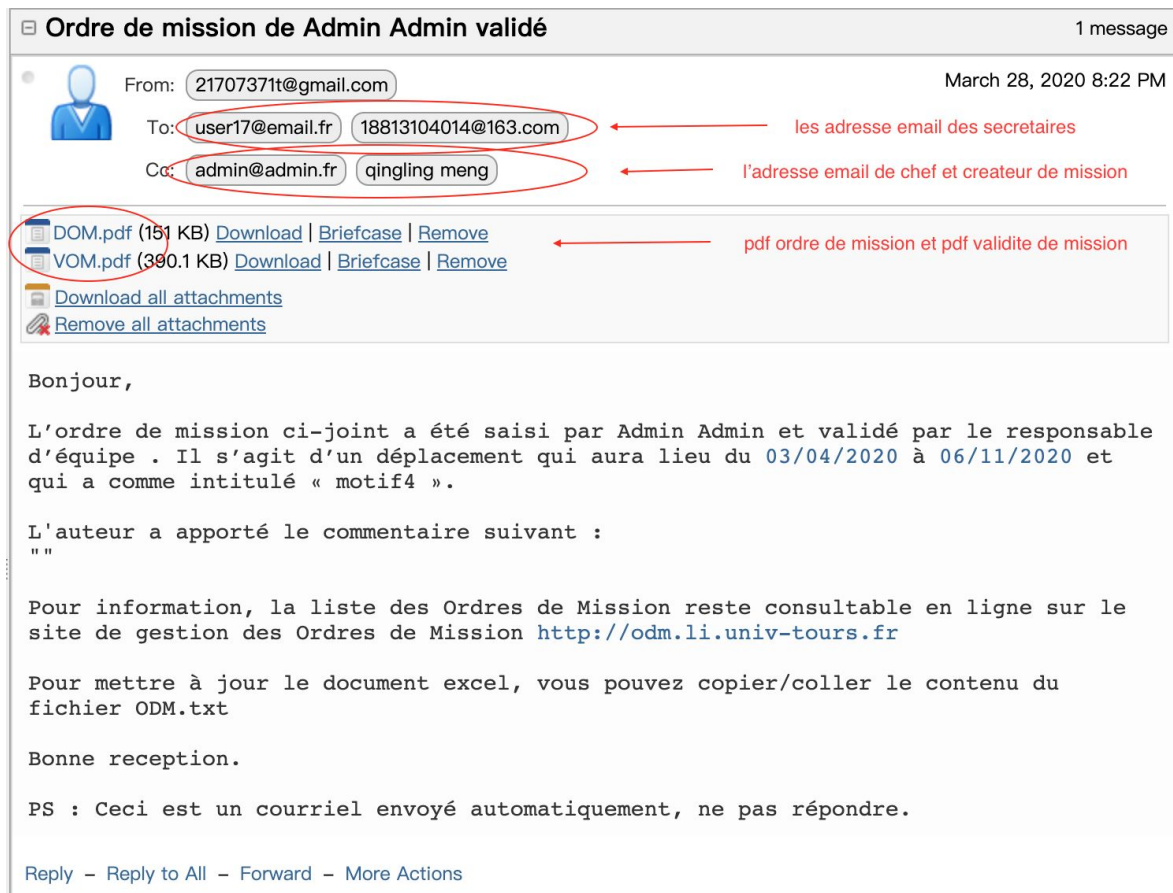 Ordre de mission de Admin Admin validé 1 message
From: 21707371t@gmail.com March 28, 2020 8:22 PM
To: user17@email.fr 18813104014@163.com les adresse email des secretaires
Cc: admin@admin.fr qingling meng l'adresse email de chef et createur de mission
DOM.pdf (151 KB) Download | Briefcase | Remove pdf ordre de mission et pdf validite de mission
VOM.pdf (390.1 KB) Download | Briefcase | Remove
Download all attachments
Remove all attachments
Bonjour,
L’ordre de mission ci-joint a été saisi par Admin Admin et validé par le responsable
d’équipe . Il s’agit d’un déplacement qui aura lieu du 03/04/2020 à 06/11/2020 et
qui a comme intitulé « motif4 ».
L'auteur a apporté le commentaire suivant :
""
Pour information, la liste des Ordres de Mission reste consultable en ligne sur le
site de gestion des Ordres de Mission http://odm.li.univ-tours.fr
Pour mettre à jour le document excel, vous pouvez copier/coller le contenu du
fichier ODM.txt
Bonne reception.
PS : Ceci est un courriel envoyé automatiquement, ne pas répondre.
Reply – Reply to All – Forward – More Actions